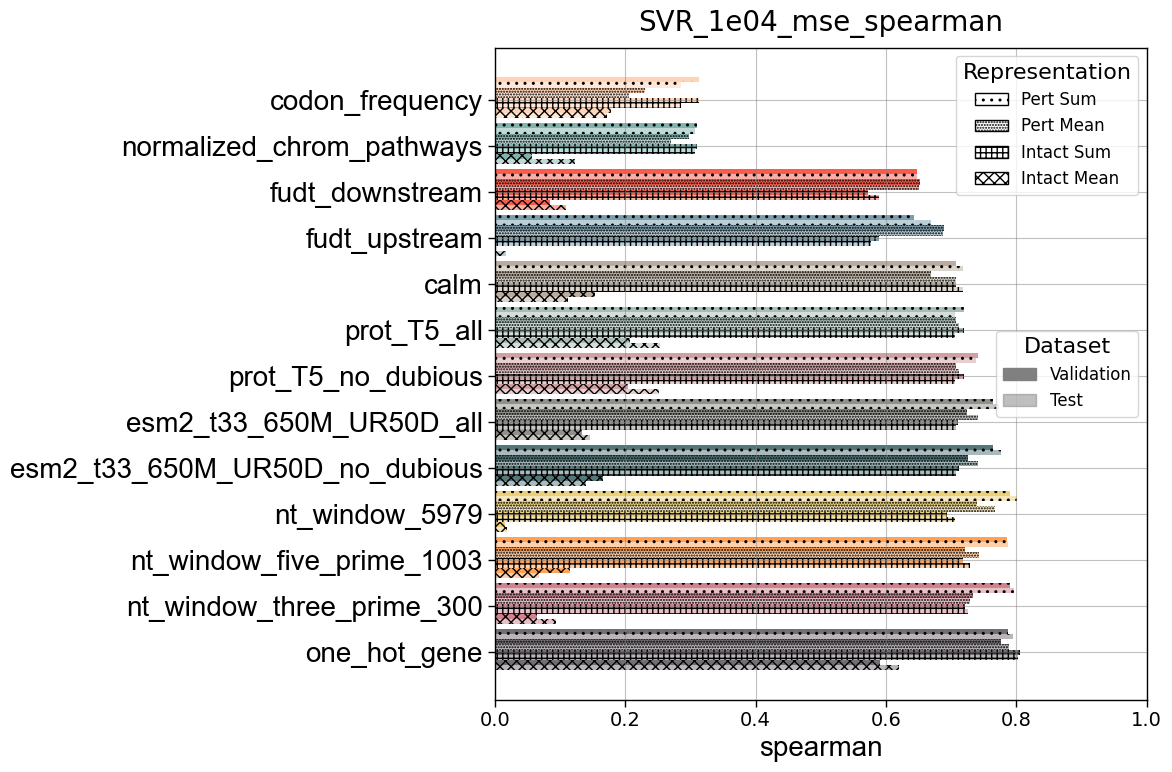 SVR_1e04_mse_spearman
Representation
Pert Sum
Pert Mean
Intact Sum
Intact Mean
codon_frequency
normalized_chrom_pathways
fudt_downstream
fudt_upstream
calm
prot_T5_all
prot_T5_no_dubious
esm2_t33_650M_UR50D_all
esm2_t33_650M_UR50D_no_dubious
nt_window_5979
nt_window_five_prime_1003
nt_window_three_prime_300
one_hot_gene
Dataset
Validation
Test
0.0 0.2 0.4 0.6 0.8 1.0
spearman